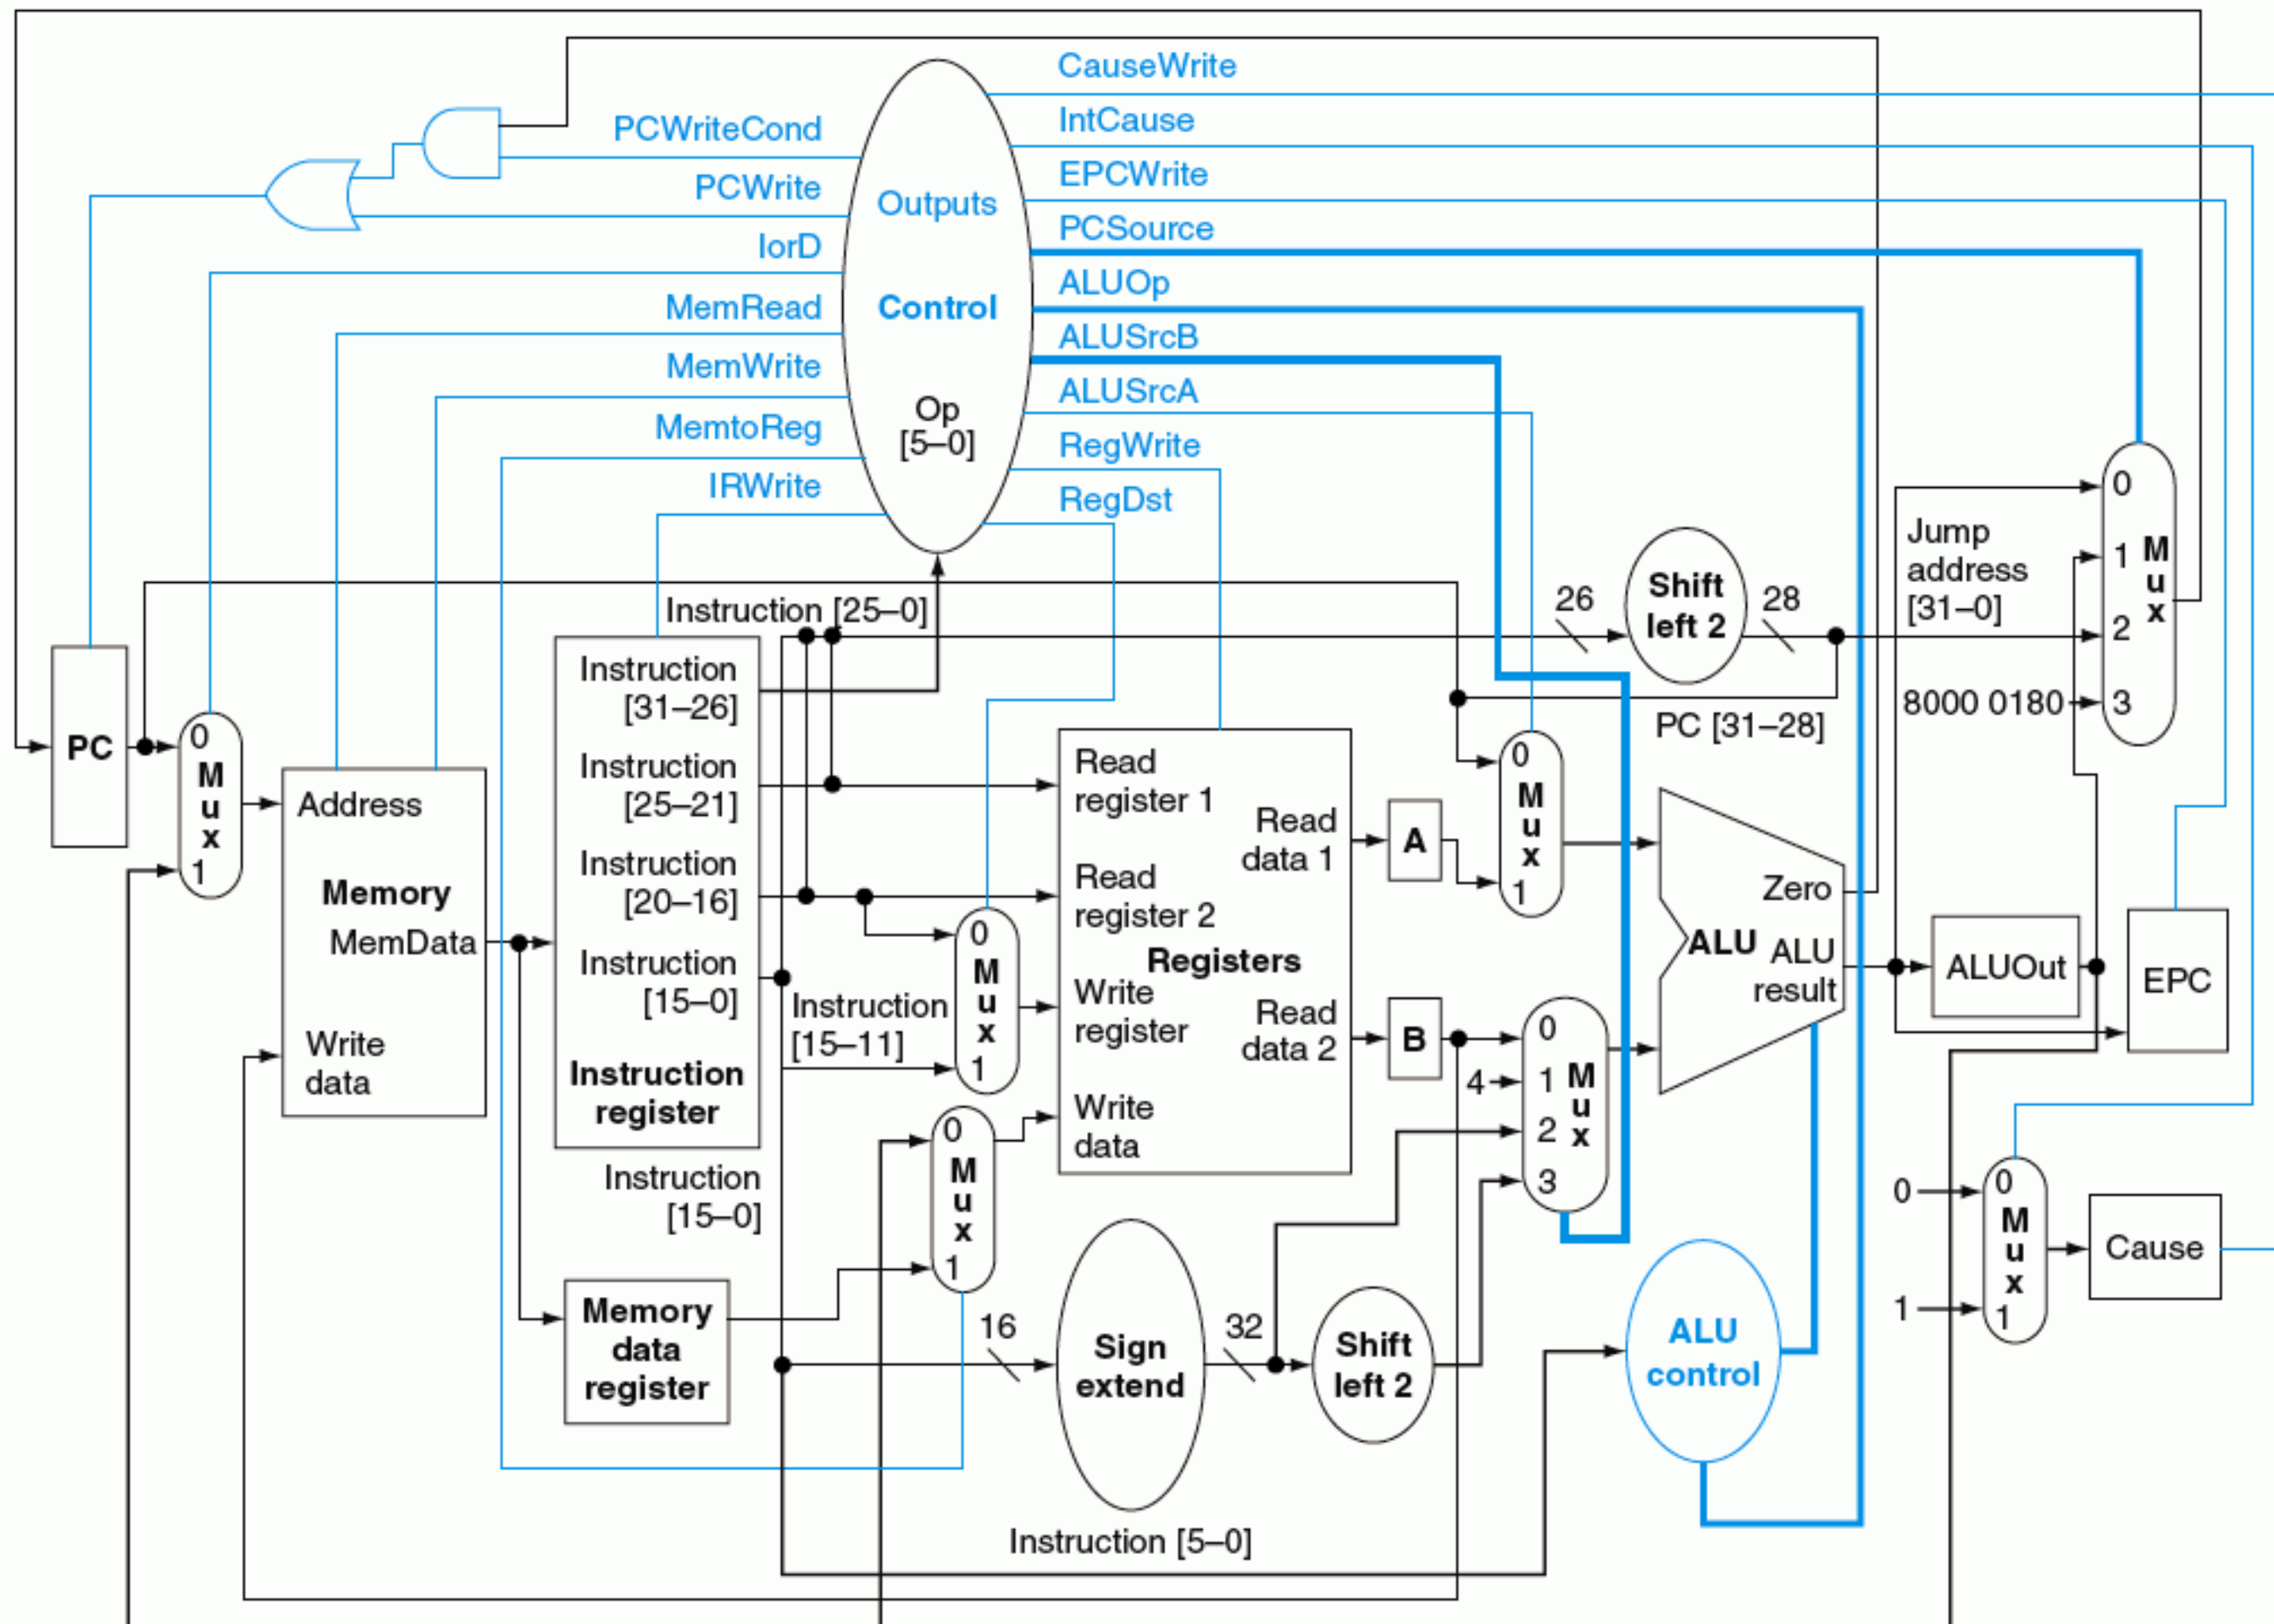 CauseWrite
IntCause
EPCWrite
PCSource
ALUOp
ALUSrcB
ALUSrcA
RegWrite
RegDst
PCWriteCond
PCWrite
IorD
MemRead
MemWrite
MemtoReg
IRWrite
Outputs
Control
Op
[5–0]
Instruction [25–0]
26
Shift
left 2
28
Jump
address
[31–0]
0
1
2
3
M
u
x
8000 0180
PC [31–28]
PC
0
M
u
x
1
Address
Memory
MemData
Write
data
Instruction
[31–26]
Instruction
[25–21]
Instruction
[20–16]
Instruction
[15–0]
Instruction
register
Instruction
[15–0]
Instruction
[15–11]
0
M
u
x
1
0
M
u
x
1
Memory
data
register
Read
register 1
Read
register 2
Registers
Write
register
Write
data
Read
data 1
Read
data 2
A
B
4
0
M
u
x
1
0
1
2
3
M
u
x
Zero
ALU
ALU
result
ALUOut
EPC
0
1
0
M
u
x
1
Cause
16
Sign
extend
32
Shift
left 2
ALU
control
Instruction [5–0]